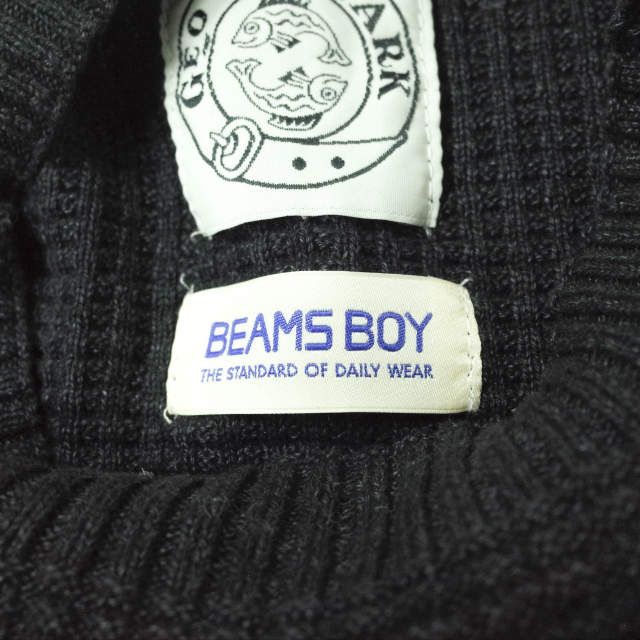 GEO
ARK
BEAMS BOY
THE STANDARD OF DAILY WEAR